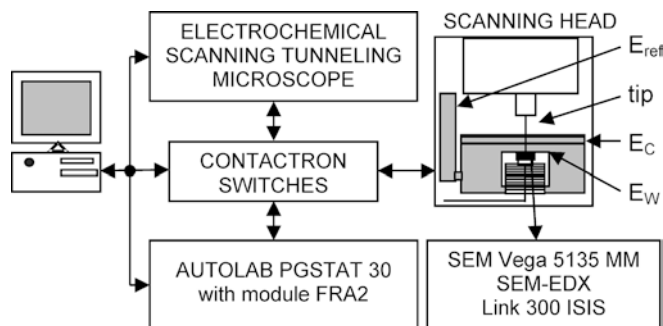 ELECTROCHEMICAL
SCANNING TUNNELING
MICROSCOPE
SCANNING HEAD
E_ref
tip
CONTACTRON
SWITCHES
E_C
E_W
AUTOLAB PGSTAT 30
with module FRA2
SEM Vega 5135 MM
SEM-EDX
Link 300 ISIS